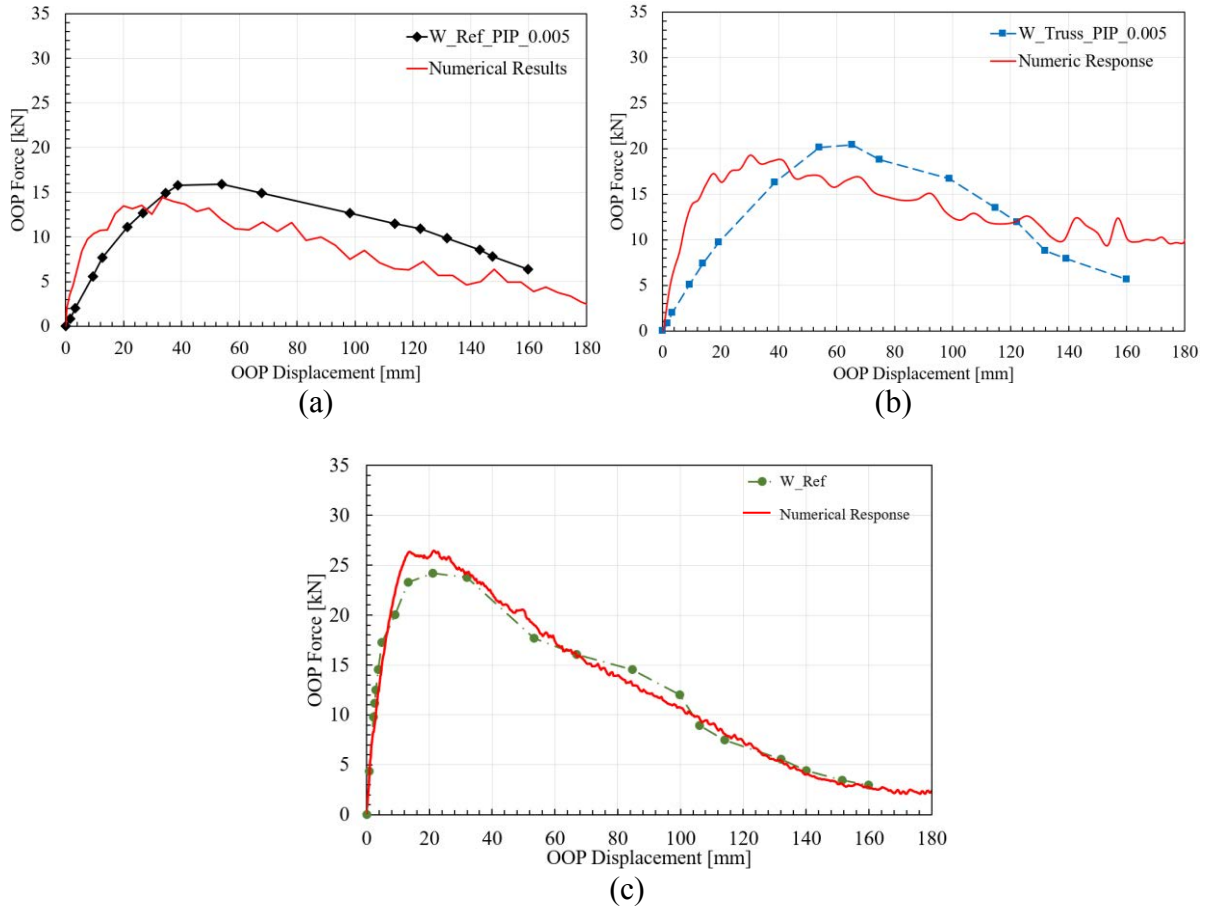 35
30
25
20
15
10
5
0
OOP Force [kN]
W_Ref_PIP_0.005
Numerical Results
0 20 40 60 80 100 120 140 160 180
OOP Displacement [mm]
(a)
35
30
25
20
15
10
5
0
OOP Force [kN]
W_Truss_PIP_0.005
Numeric Response
0 20 40 60 80 100 120 140 160 180
OOP Displacement [mm]
(b)
35
30
25
20
15
10
5
0
OOP Force [kN]
W_Ref
Numerical Response
0 20 40 60 80 100 120 140 160 180
OOP Displacement [mm]
(c)